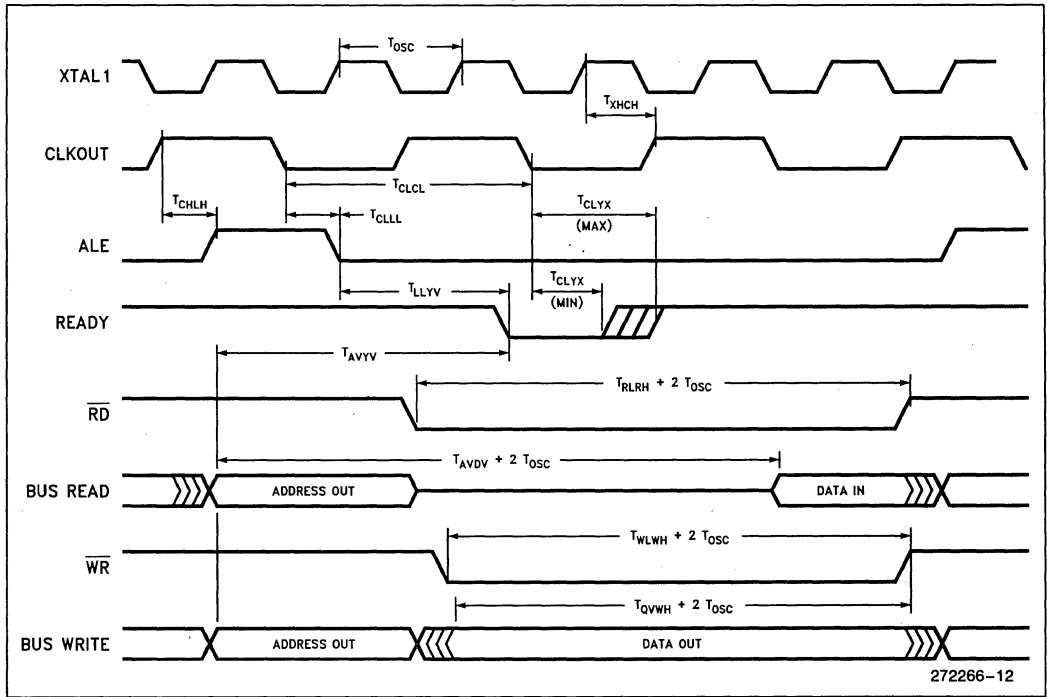 T_OSC
XTAL1
T_XHCH
CLKOUT
T_CLCL
T_CHLH
T_CLLL
T_CLYX
(MAX)
ALE
T_LLYV
T_CLYX
(MIN)
READY
T_AVYV
T_RLRH + 2 T_OSC
RD
T_AVDV + 2 T_OSC
BUS READ
ADDRESS OUT
DATA IN
T_WLWH + 2 T_OSC
WR
T_QVWH + 2 T_OSC
BUS WRITE
ADDRESS OUT
DATA OUT
272266-12